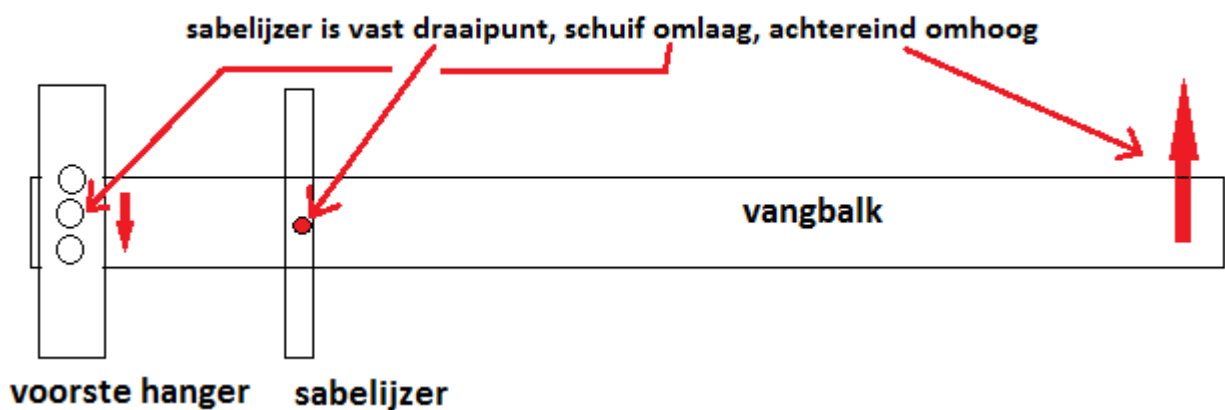 sabelijzer is vast draaipunt, schuif omlaag, achtereind omhoog
vangbalk
voorste hanger
sabelijzer